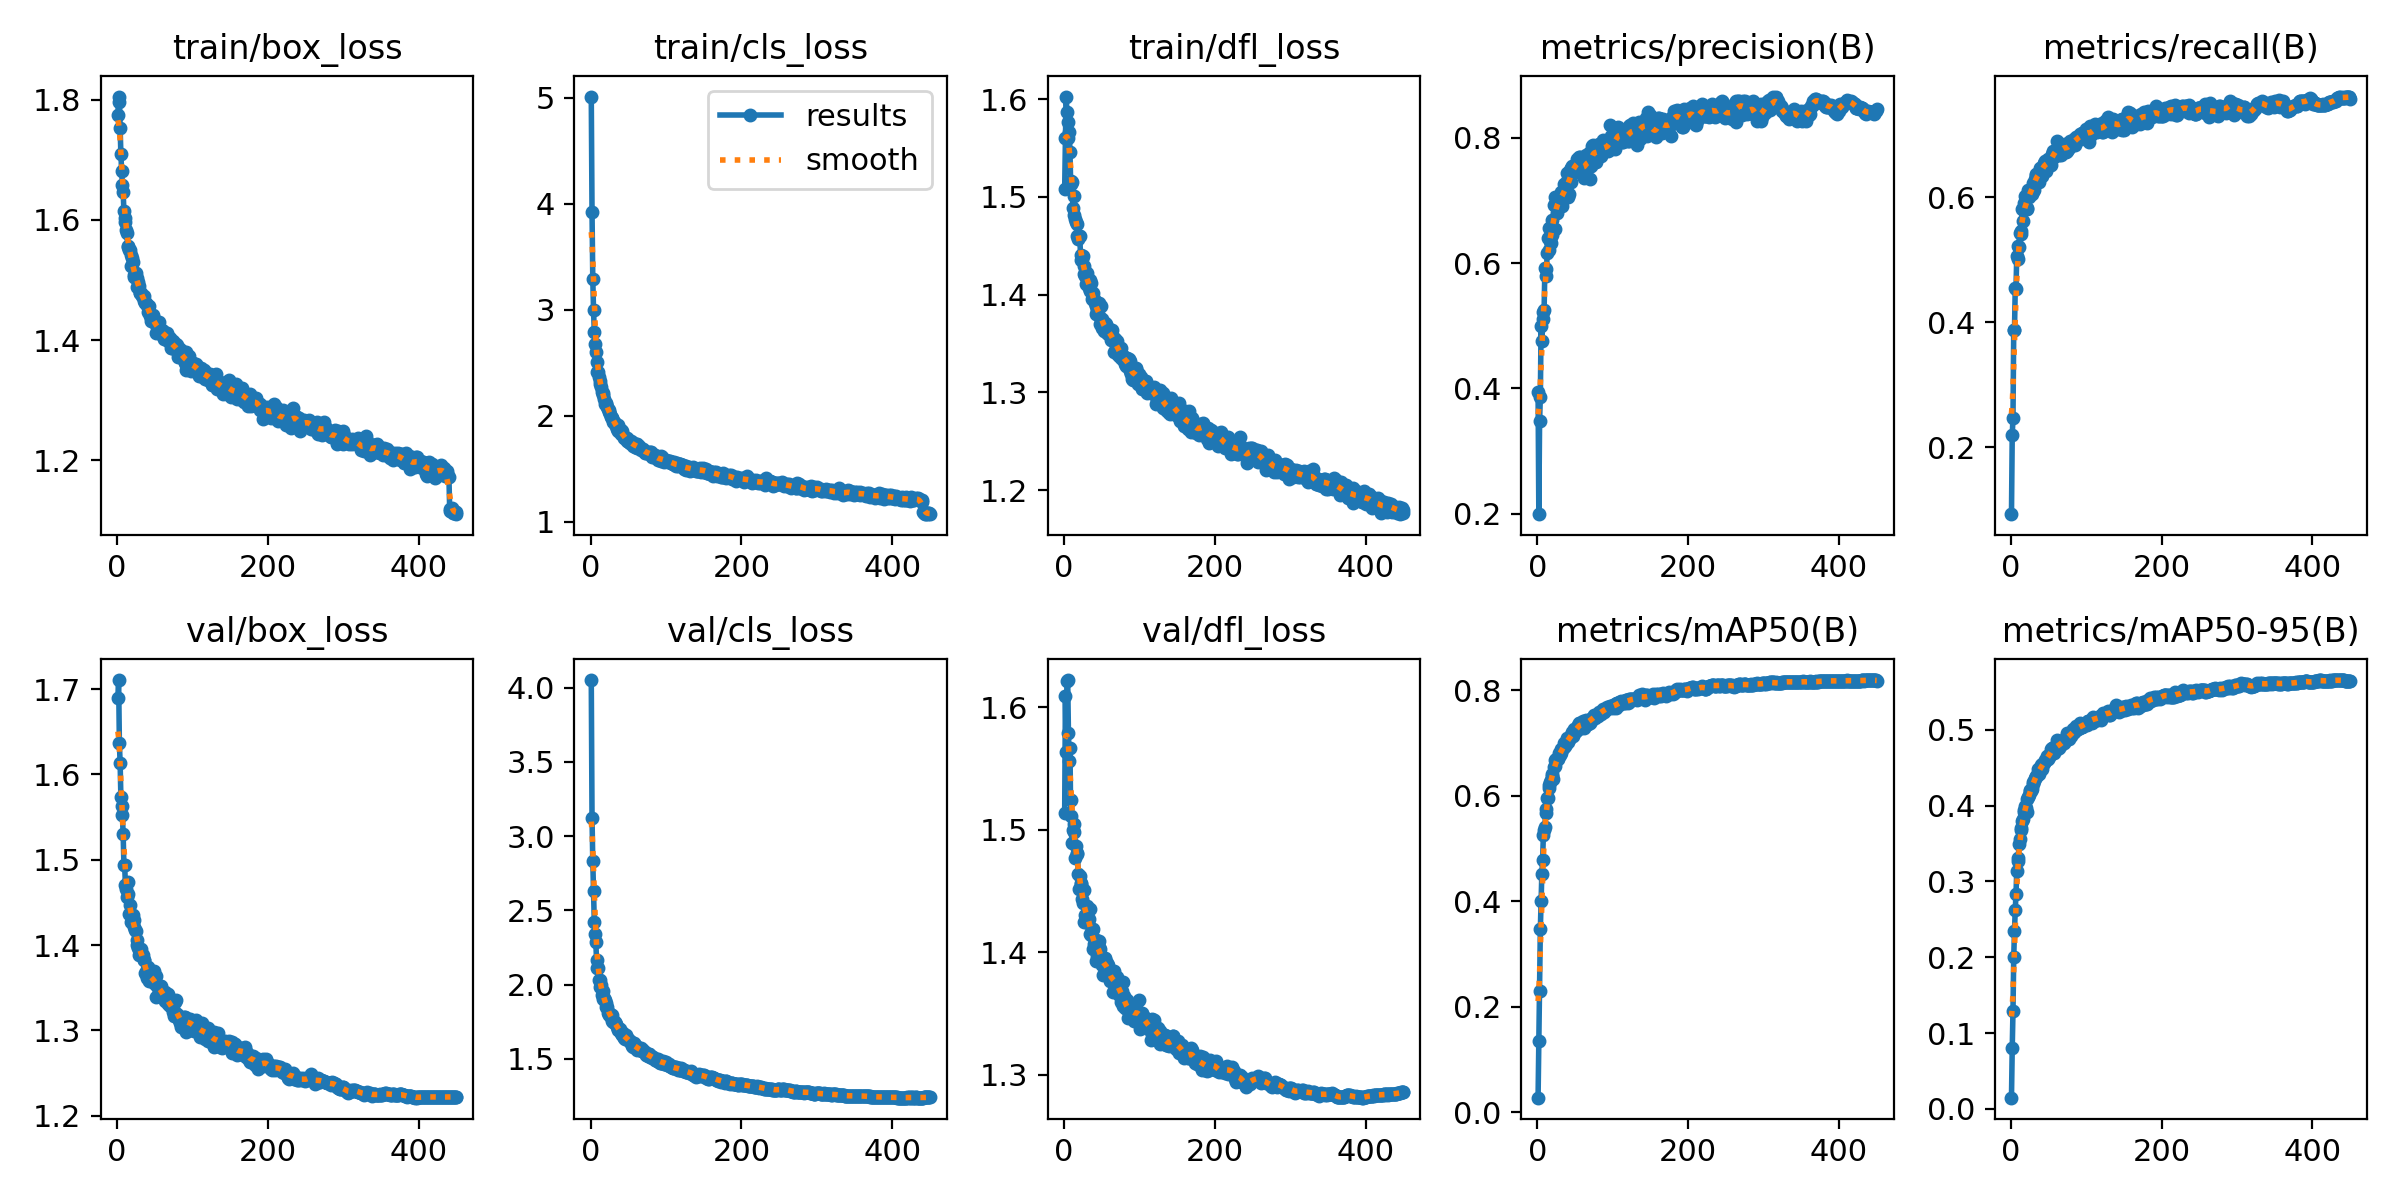 train/box_loss
1.8
1.6
1.4
1.2
0 200 400
train/cls_loss
5
4
3
2
1
0 200 400
results
smooth
train/dfl_loss
1.6
1.5
1.4
1.3
1.2
0 200 400
metrics/precision(B)
0.8
0.6
0.4
0.2
0 200 400
metrics/recall(B)
0.6
0.4
0.2
0 200 400
val/box_loss
1.7
1.6
1.5
1.4
1.3
1.2
0 200 400
val/cls_loss
4.0
3.5
3.0
2.5
2.0
1.5
0 200 400
val/dfl_loss
1.6
1.5
1.4
1.3
0 200 400
metrics/mAP50(B)
0.8
0.6
0.4
0.2
0.0
0 200 400
metrics/mAP50-95(B)
0.5
0.4
0.3
0.2
0.1
0.0
0 200 400